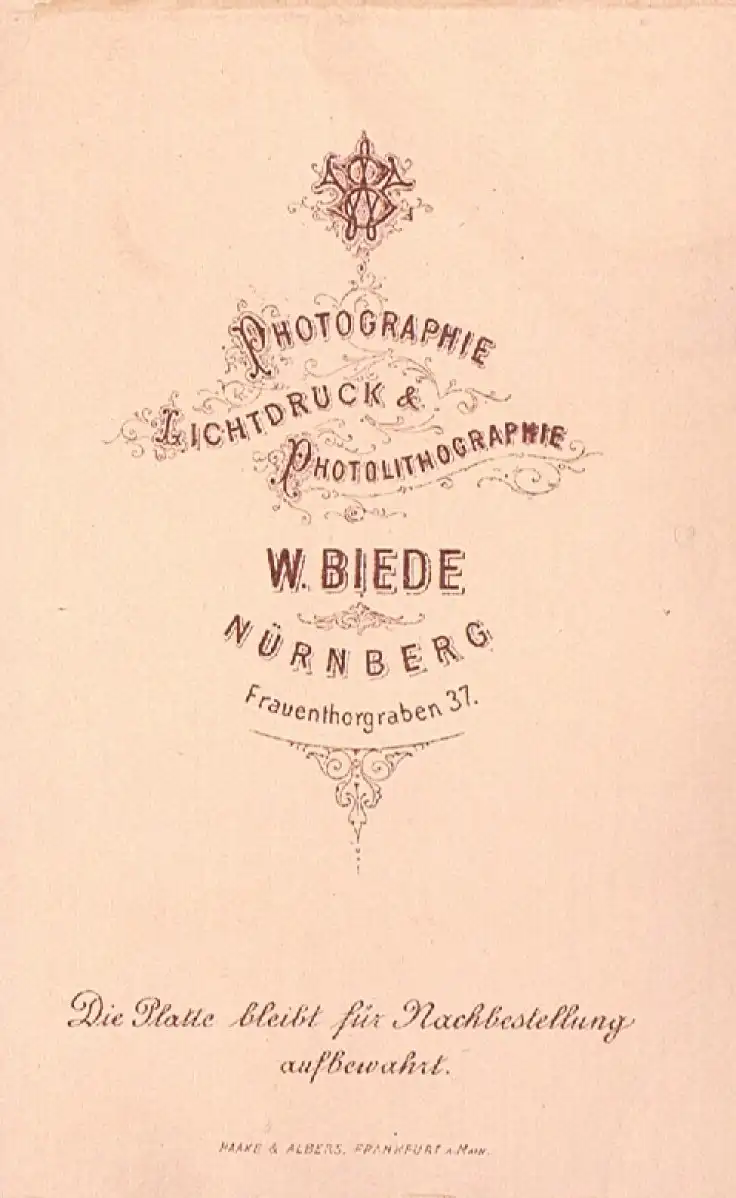 PHOTOGRAPHIE
LICHTDRUCK &
PHOTOLITHOGRAPHIE
W. BIEDE
NÜRNBERG
Frauenthorgraben 37.
Die Platte bleibt für Nachbestellung
aufbewahrt.
HAAKE & ALBERS, FRANKFURT A. MAIN.